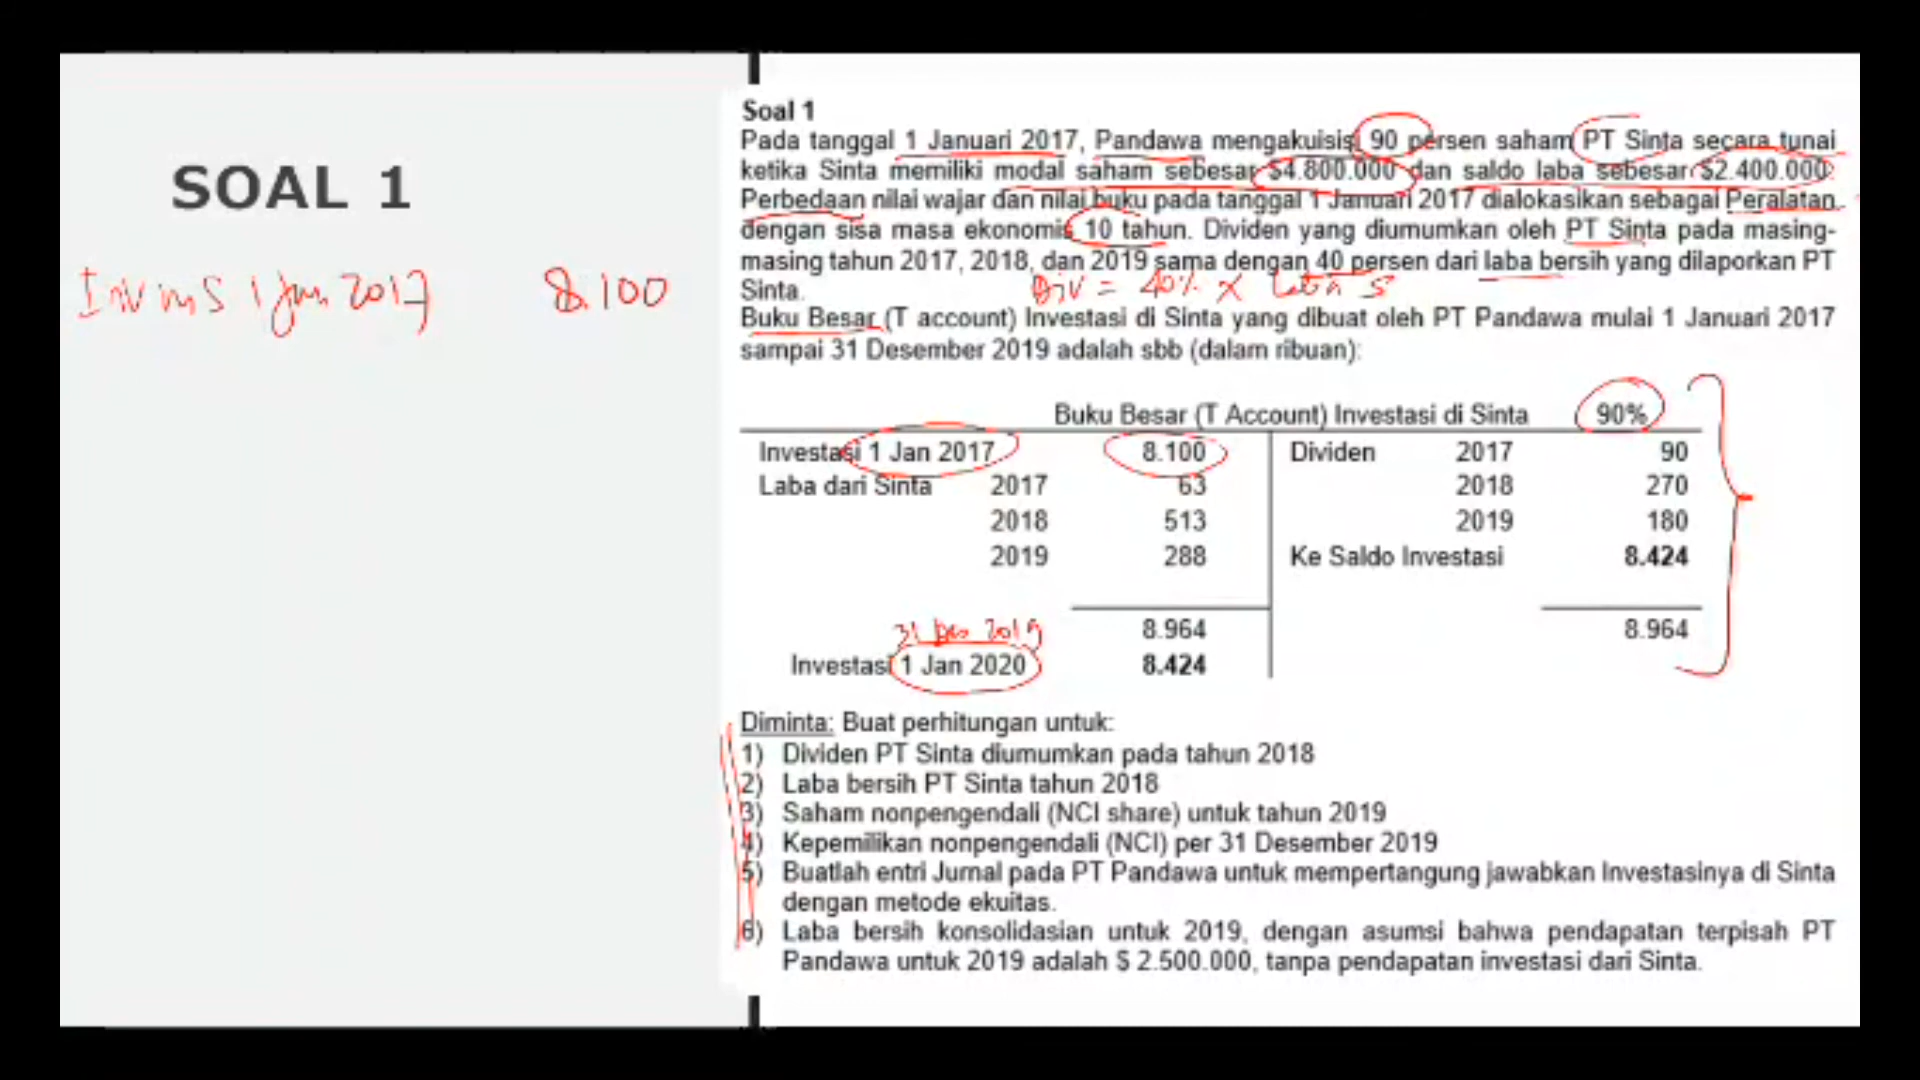 SOAL 1
Inv in S 1 Jan 2017 8.100
Soal 1
Pada tanggal 1 Januari 2017, Pandawa mengakuisisi 90 persen saham PT Sinta secara tunai
ketika Sinta memiliki modal saham sebesar $4.800.000 dan saldo laba sebesar $2.400.000
Perbedaan nilai wajar dan nilai buku pada tanggal 1 Januari 2017 dialokasikan sebagai Peralatan
dengan sisa masa ekonomis 10 tahun. Dividen yang diumumkan oleh PT Sinta pada masing-
masing tahun 2017, 2018, dan 2019 sama dengan 40 persen dari laba bersih yang dilaporkan PT
Sinta.
Div = 40% x Laba S
Buku Besar (T account) Investasi di Sinta yang dibuat oleh PT Pandawa mulai 1 Januari 2017
sampai 31 Desember 2019 adalah sbb (dalam ribuan):
Buku Besar (T Account) Investasi di Sinta 90%
Investasi 1 Jan 2017 8.100 Dividen 2017 90
Laba dari Sinta 2017 63 2018 270
2018 513 2019 180
2019 288 Ke Saldo Investasi 8.424
31 Des 2019 8.964 8.964
Investasi 1 Jan 2020 8.424
Diminta: Buat perhitungan untuk:
1) Dividen PT Sinta diumumkan pada tahun 2018
2) Laba bersih PT Sinta tahun 2018
3) Saham nonpengendali (NCI share) untuk tahun 2019
4) Kepemilikan nonpengendali (NCI) per 31 Desember 2019
5) Buatlah entri Jurnal pada PT Pandawa untuk mempertangung jawabkan Investasinya di Sinta
dengan metode ekuitas.
6) Laba bersih konsolidasian untuk 2019, dengan asumsi bahwa pendapatan terpisah PT
Pandawa untuk 2019 adalah $ 2.500.000, tanpa pendapatan investasi dari Sinta.